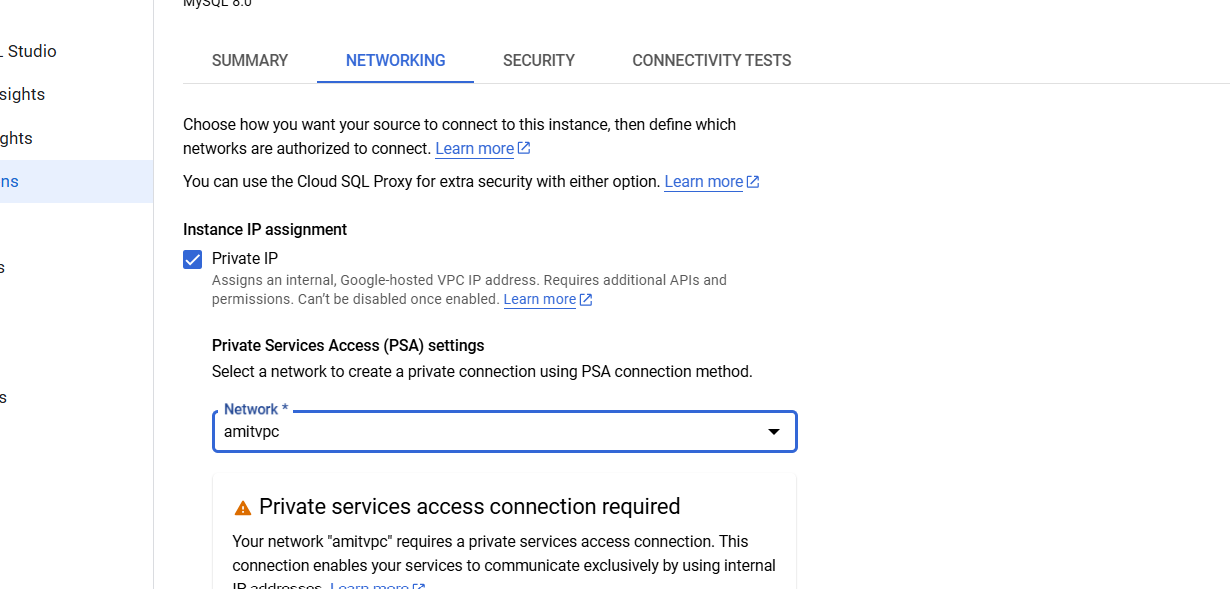 MySQL 8.0
Studio
sights
ghts
ns
s
s
SUMMARY NETWORKING SECURITY CONNECTIVITY TESTS
Choose how you want your source to connect to this instance, then define which
networks are authorized to connect. Learn more
You can use the Cloud SQL Proxy for extra security with either option. Learn more
Instance IP assignment
Private IP
Assigns an internal, Google-hosted VPC IP address. Requires additional APIs and
permissions. Can't be disabled once enabled. Learn more
Private Services Access (PSA) settings
Select a network to create a private connection using PSA connection method.
Network *
amitvpc
Private services access connection required
Your network "amitvpc" requires a private services access connection. This
connection enables your services to communicate exclusively by using internal
IP addresses. Learn more